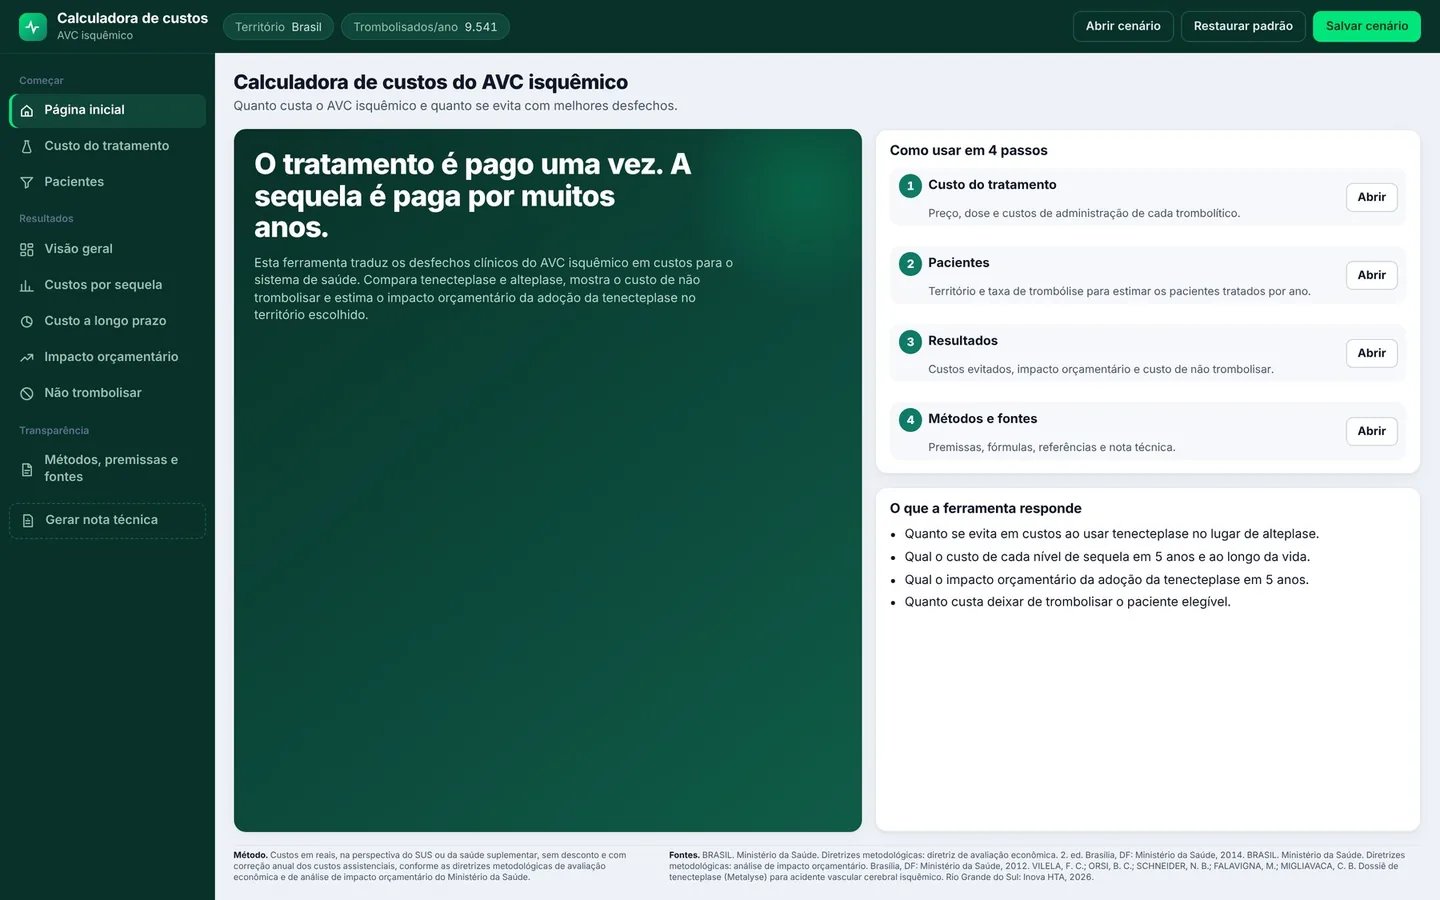 Calculadora de custos
AVC isquêmico
Território Brasil
Trombolisados/ano 9.541
Abrir cenário
Restaurar padrão
Salvar cenário
Começar
Página inicial
Custo do tratamento
Pacientes
Resultados
Visão geral
Custos por sequela
Custo a longo prazo
Impacto orçamentário
Não trombolisar
Transparência
Métodos, premissas e
fontes
Gerar nota técnica
Calculadora de custos do AVC isquêmico
Quanto custa o AVC isquêmico e quanto se evita com melhores desfechos.
O tratamento é pago uma vez. A
sequela é paga por muitos
anos.
Esta ferramenta traduz os desfechos clínicos do AVC isquêmico em custos para o
sistema de saúde. Compara tenecteplase e alteplase, mostra o custo de não
trombolisar e estima o impacto orçamentário da adoção da tenecteplase no
território escolhido.
Como usar em 4 passos
1 Custo do tratamento
Preço, dose e custos de administração de cada trombolítico.
Abrir
2 Pacientes
Território e taxa de trombólise para estimar os pacientes tratados por ano.
Abrir
3 Resultados
Custos evitados, impacto orçamentário e custo de não trombolisar.
Abrir
4 Métodos e fontes
Premissas, fórmulas, referências e nota técnica.
Abrir
O que a ferramenta responde
• Quanto se evita em custos ao usar tenecteplase no lugar de alteplase.
• Qual o custo de cada nível de sequela em 5 anos e ao longo da vida.
• Qual o impacto orçamentário da adoção da tenecteplase em 5 anos.
• Quanto custa deixar de trombolisar o paciente elegível.
Método. Custos em reais, na perspectiva do SUS ou da saúde suplementar, sem desconto e com
correção anual dos custos assistenciais, conforme as diretrizes metodológicas de avaliação
econômica e de análise de impacto orçamentário do Ministério da Saúde.
Fontes. BRASIL. Ministério da Saúde. Diretrizes metodológicas: diretriz de avaliação econômica. 2. ed. Brasília, DF: Ministério da Saúde, 2014. BRASIL. Ministério da Saúde. Diretrizes
metodológicas: análise de impacto orçamentário. Brasília, DF: Ministério da Saúde, 2012. VILELA, F. C.; ORSI, B. C.; SCHNEIDER, N. B.; FALAVIGNA, M.; MIGLIAVACA, C. B. Dossiê de
tenecteplase (Metalyse) para acidente vascular cerebral isquêmico. Rio Grande do Sul: Inova HTA, 2026.